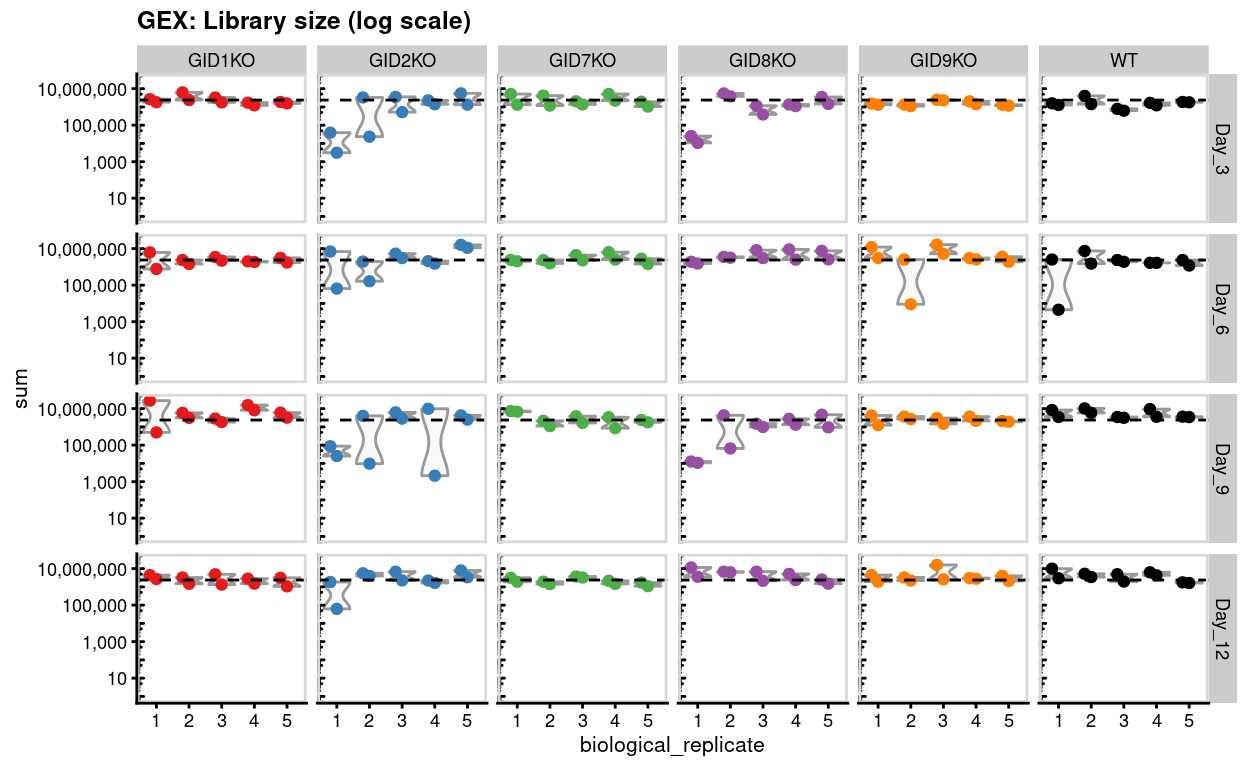 GEX: Library size (log scale)
GID1KO GID2KO GID7KO GID8KO GID9KO WT
10,000,000
100,000
1,000
10
Day_3
10,000,000
100,000
1,000
10
Day_6
sum
10,000,000
100,000
1,000
10
Day_9
10,000,000
100,000
1,000
10
Day_12
1 2 3 4 5 1 2 3 4 5 1 2 3 4 5 1 2 3 4 5 1 2 3 4 5 1 2 3 4 5
biological_replicate